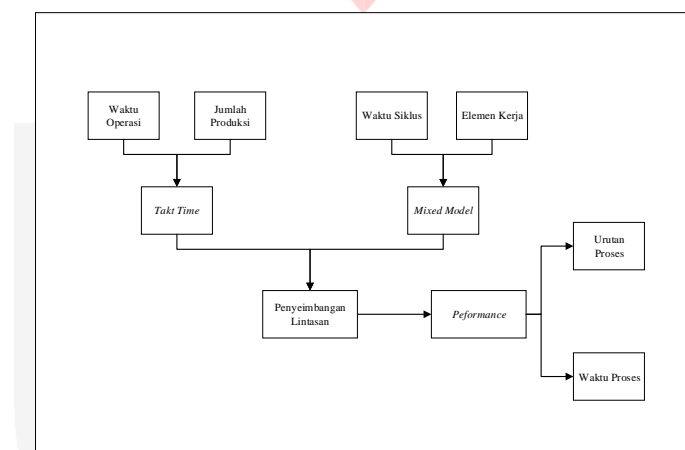 Waktu
Operasi
Jumlah
Produksi
Waktu Siklus
Elemen Kerja
Takt Time
Mixed Model
Urutan
Proses
Penyeimbangan
Lintasan
Peformance
Waktu Proses